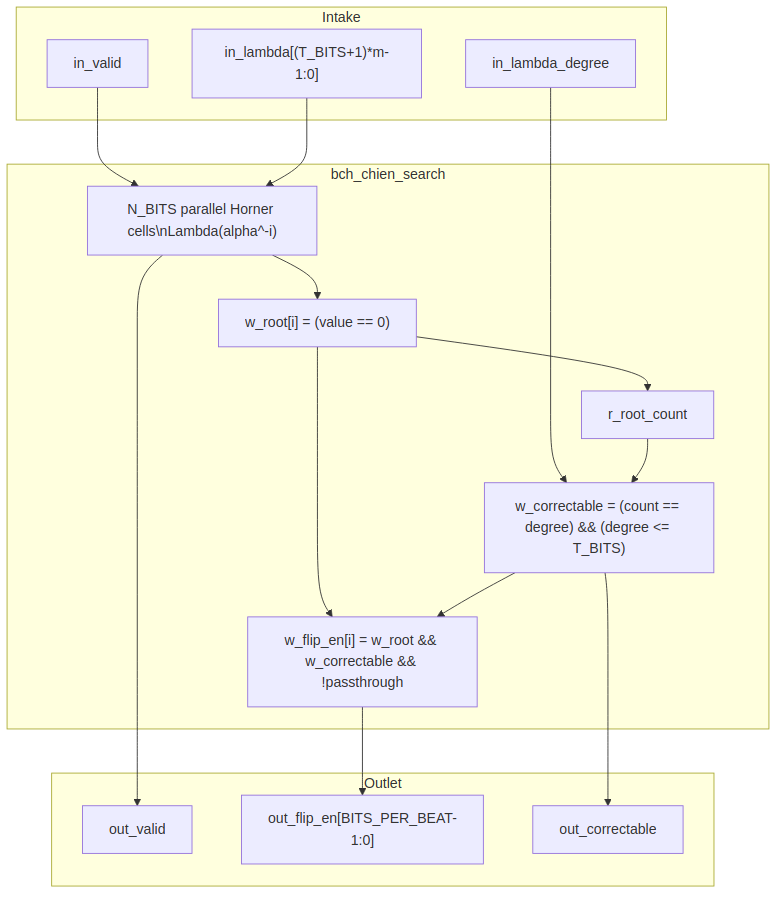 Intake
in_valid
in_lambda[(T_BITS+1)*m-
1:0]
in_lambda_degree
bch_chien_search
N_BITS parallel Horner
cells\nLambda(alpha^-i)
w_root[i] = (value == 0)
r_root_count
w_correctable = (count ==
degree) && (degree <=
T_BITS)
w_flip_en[i] = w_root &&
w_correctable &&
!passthrough
Outlet
out_valid
out_flip_en[BITS_PER_BEAT-
1:0]
out_correctable